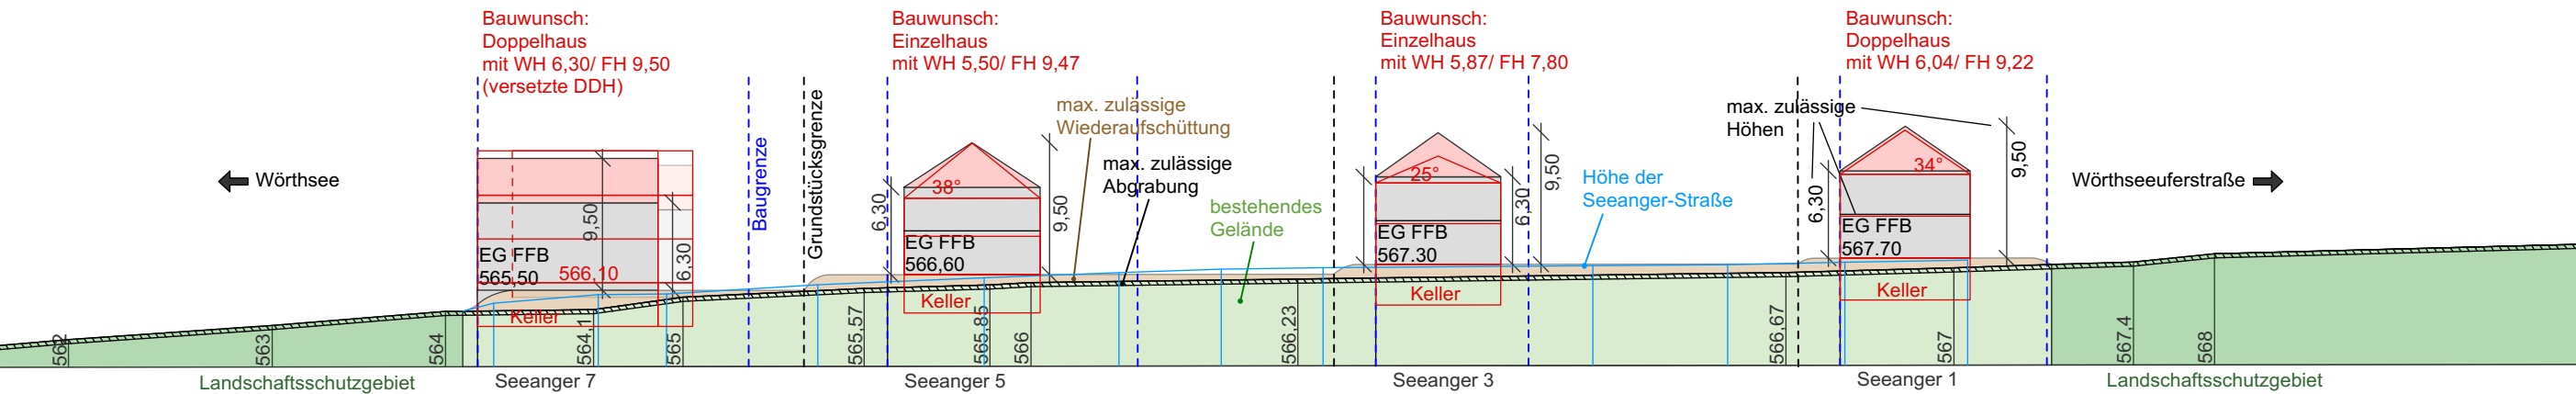 Bauwunsch:
Doppelhaus
mit WH 6,30/ FH 9,50
(versetzte DDH)
Bauwunsch:
Einzelhaus
mit WH 5,50/ FH 9,47
Bauwunsch:
Einzelhaus
mit WH 5,87/ FH 7,80
Bauwunsch:
Doppelhaus
mit WH 6,04/ FH 9,22
Wörthsee
Baugrenze
Grundstücksgrenze
max. zulässige
Wiederaufschüttung
max. zulässige
Abgrabung
bestehendes
Gelände
Höhe der
Seeanger-Straße
max. zulässige
Höhen
Wörthseeuferstraße
9,50
6,30
EG FFB
565,50
566,10
Keller
6,30
38°
9,50
EG FFB
566,60
Keller
25°
6,30
9,50
EG FFB
567.30
Keller
6,30
34°
9,50
EG FFB
567.70
Keller
562
563
564
564,1
565
565,57
565,85
566
566,23
566,67
567
567,4
568
Landschaftsschutzgebiet
Seeanger 7
Seeanger 5
Seeanger 3
Seeanger 1
Landschaftsschutzgebiet